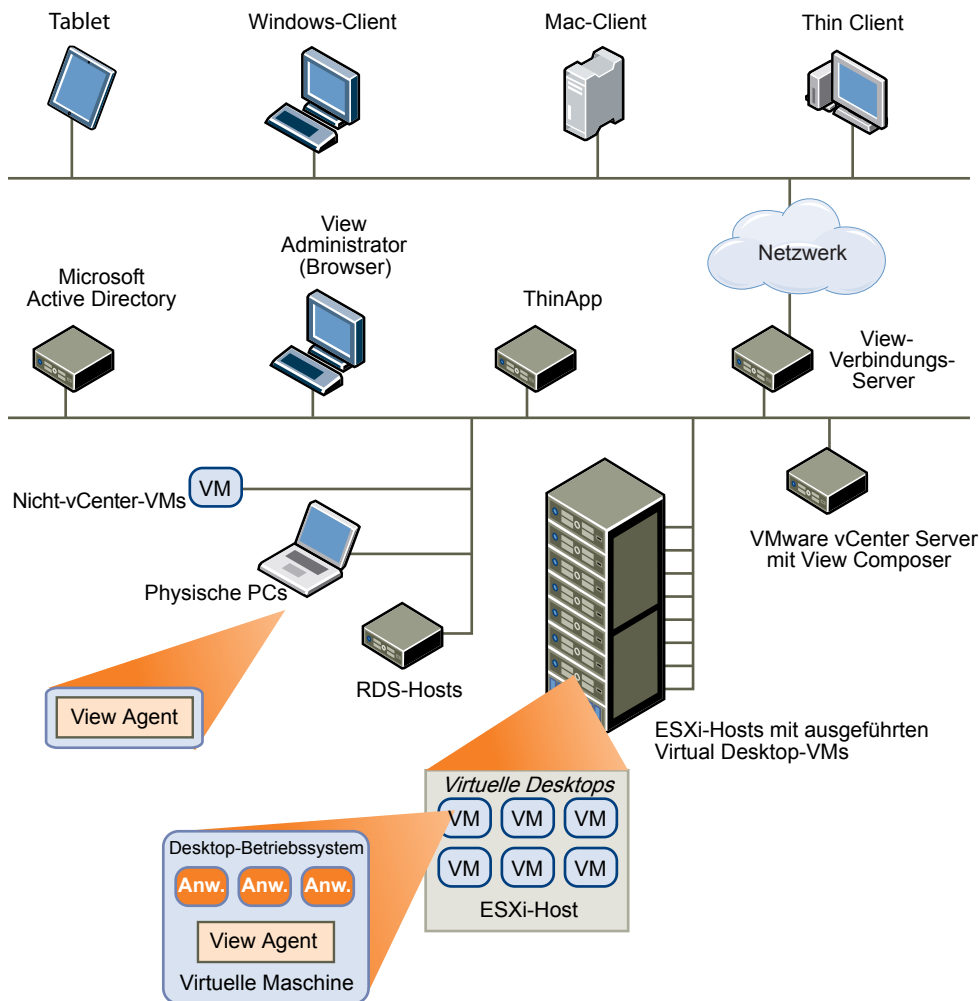 Tablet
Windows-Client
Mac-Client
Thin Client
Netzwerk
View
Administrator
(Browser)
Microsoft
Active Directory
ThinApp
View-
Verbindungs-
Server
Nicht-vCenter-VMs
VM
VMware vCenter Server
mit View Composer
Physische PCs
RDS-Hosts
View Agent
ESXi-Hosts mit ausgeführten
Virtual Desktop-VMs
Virtuelle Desktops
VM VM VM
VM VM VM
ESXi-Host
Desktop-Betriebssystem
Anw. Anw. Anw.
View Agent
Virtuelle Maschine